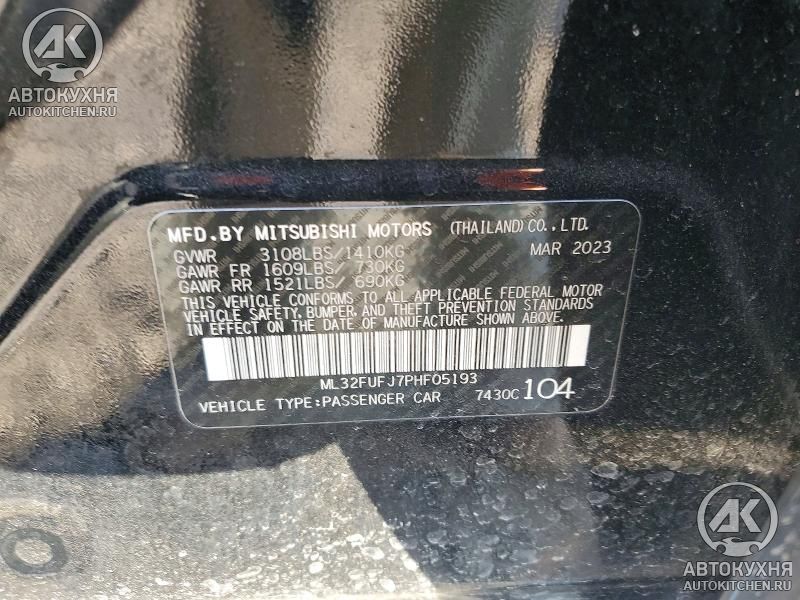 AK
АВТОКУХНЯ
AUTOKITCHEN.RU
MFD.BY MITSUBISHI MOTORS (THAILAND)CO.,LTD.
GVWR 3108LBS/1410KG MAR 2023
GAWR FR 1609LBS/ 730KG
GAWR RR 1521LBS/ 690KG
THIS VEHICLE CONFORMS TO ALL APPLICABLE FEDERAL MOTOR
VEHICLE SAFETY, BUMPER, AND THEFT PREVENTION STANDARDS
IN EFFECT ON THE DATE OF MANUFACTURE SHOWN ABOVE.
ML32FUFJ7PHF05193
VEHICLE TYPE:PASSENGER CAR 7430C 104
AK
АВТОКУХНЯ
AUTOKITCHEN.RU